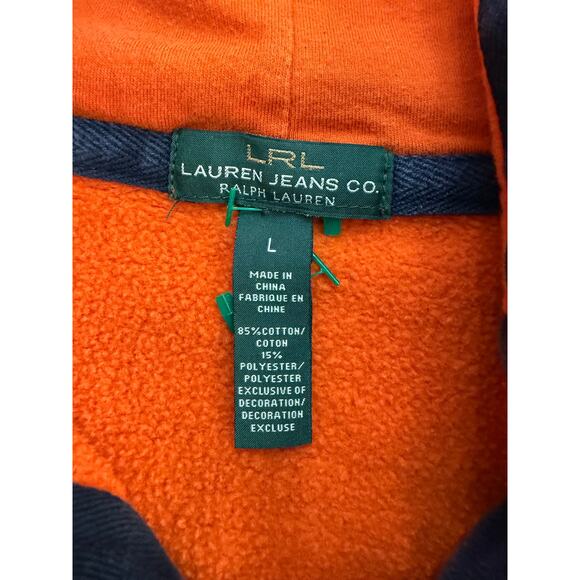 LRL
LAUREN JEANS CO.
RALPH LAUREN
L
MADE IN
CHINA
FABRIQUE EN
CHINE
85%COTTON/
COTON
15%
POLYESTER/
POLYESTER
EXCLUSIVE OF
DECORATION/
DECORATION
EXCLUSE